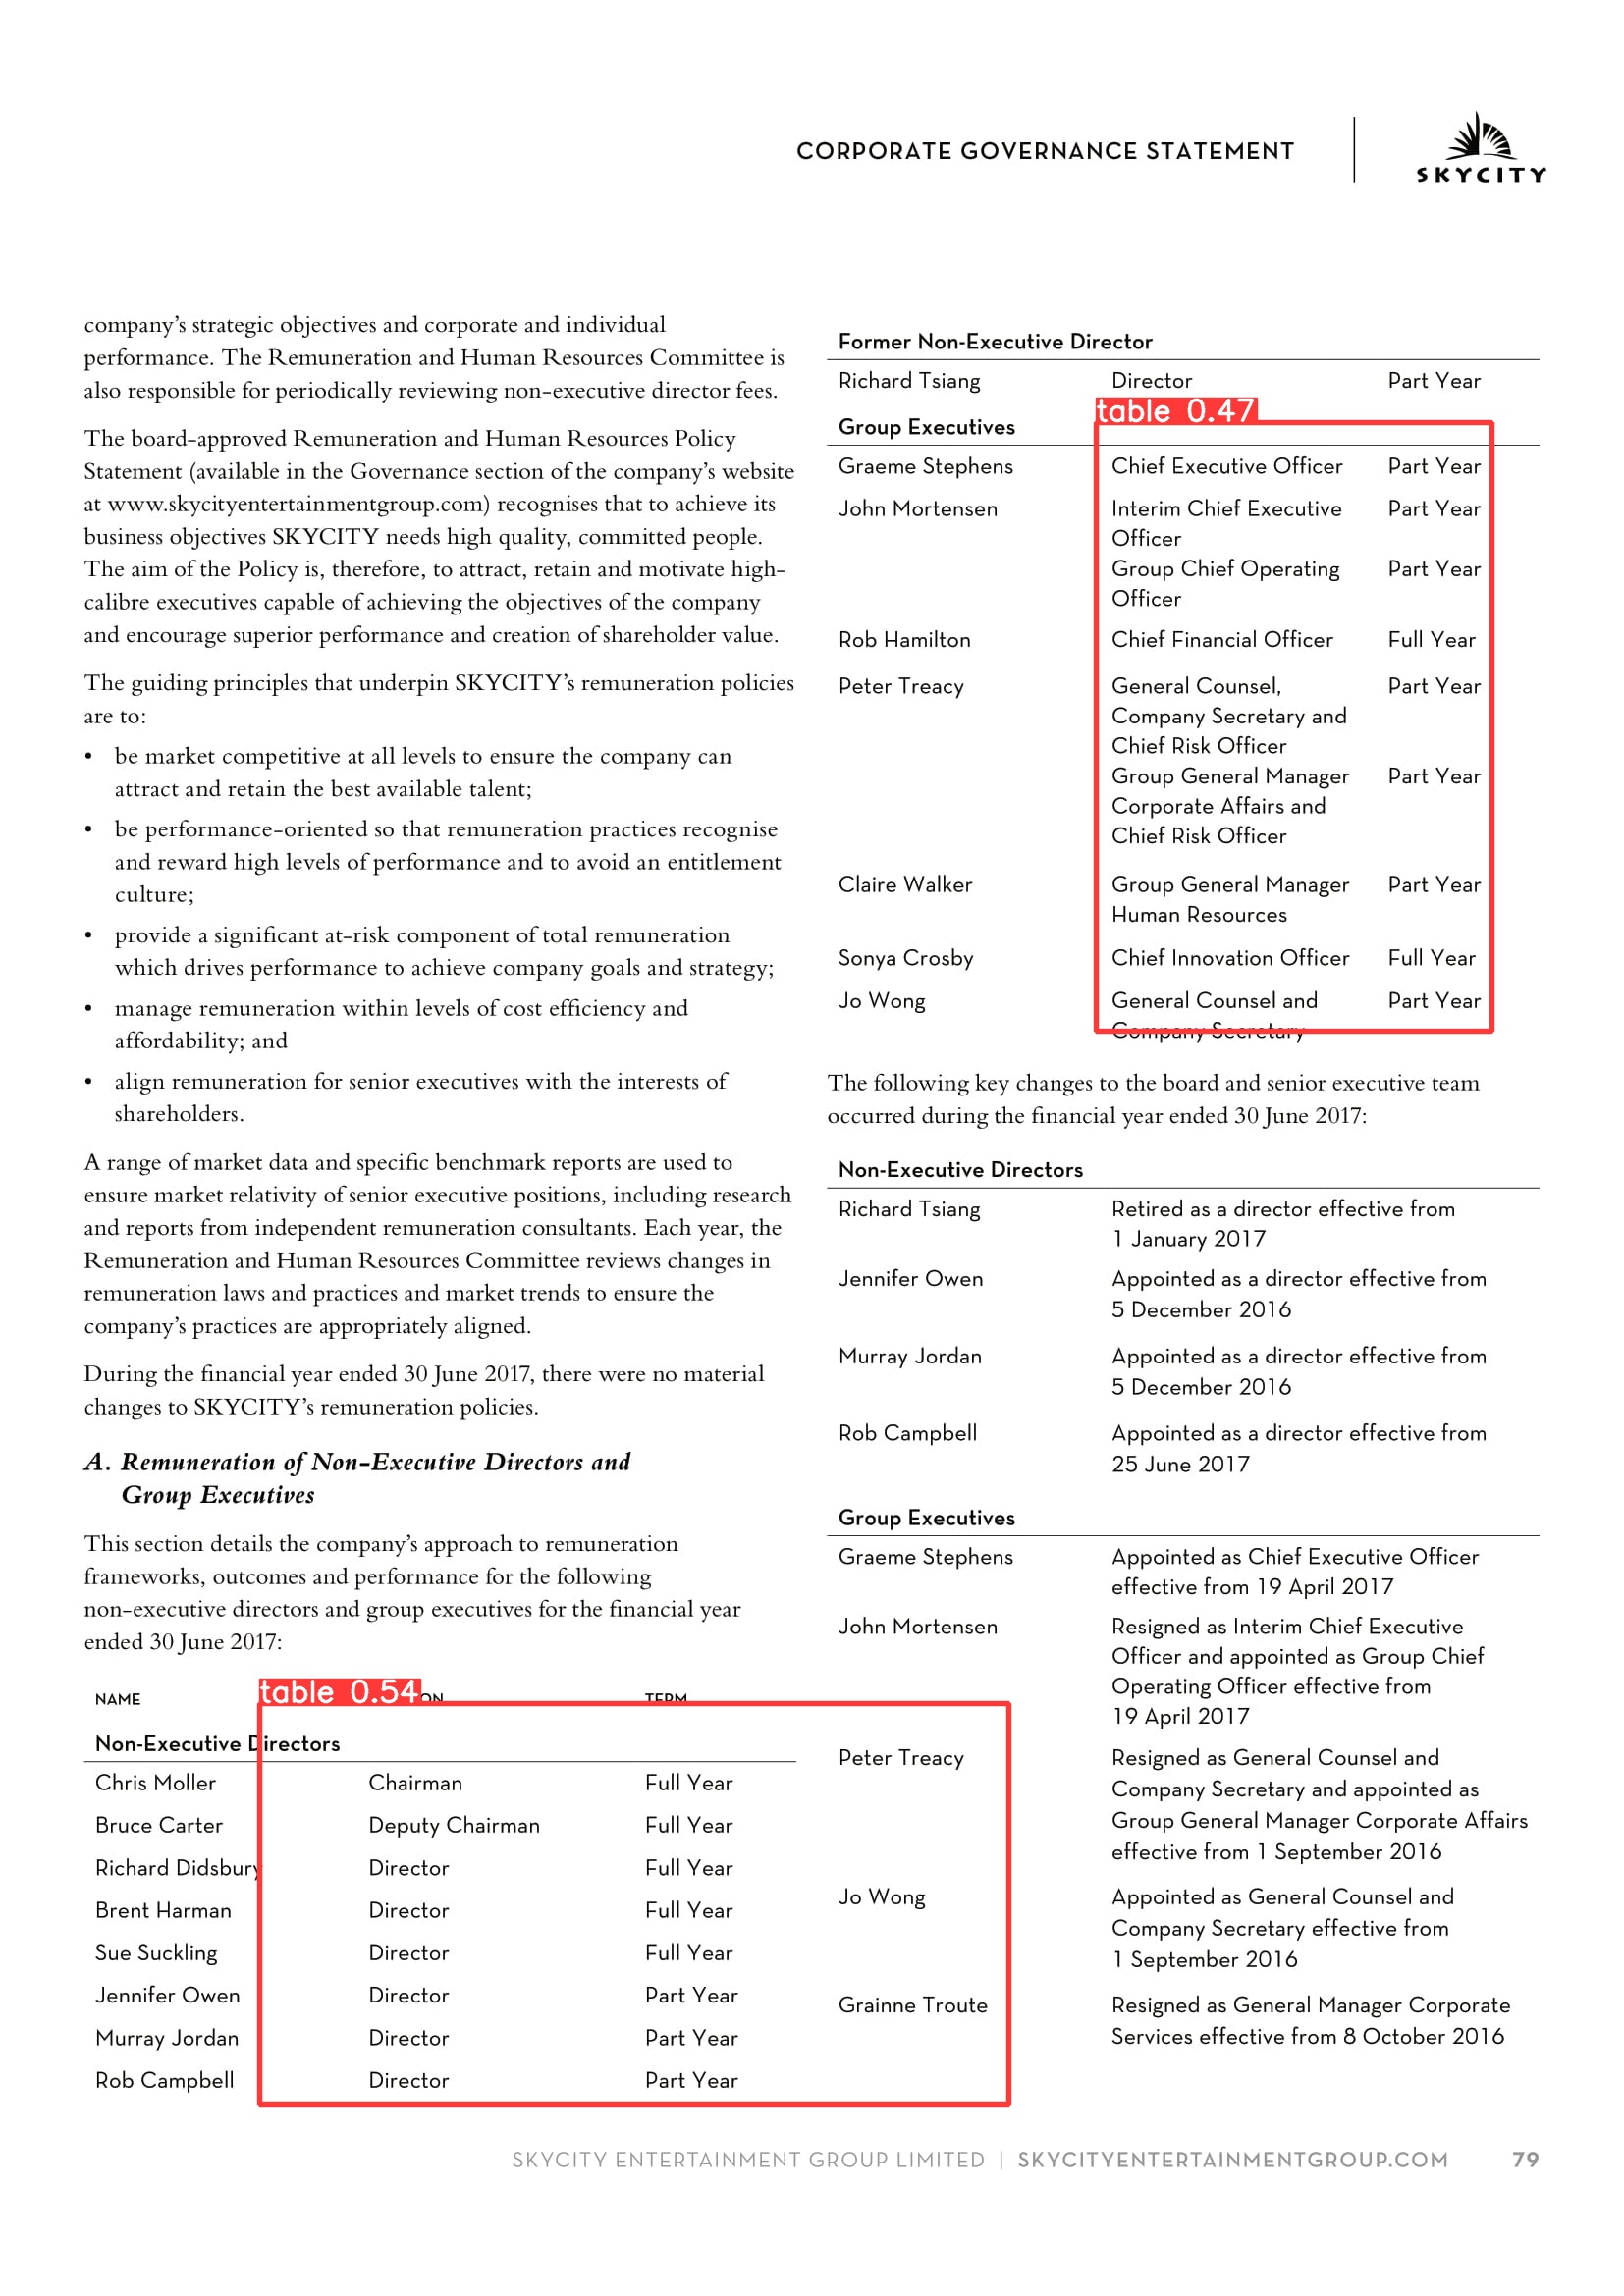 CORPORATE GOVERNANCE STATEMENT
SKYCITY
company's strategic objectives and corporate and individual
performance. The Remuneration and Human Resources Committee is
also responsible for periodically reviewing non-executive director fees.
The board-approved Remuneration and Human Resources Policy
Statement (available in the Governance section of the company's website
at www.skycityentertainmentgroup.com) recognises that to achieve its
business objectives SKYCITY needs high quality, committed people.
The aim of the Policy is, therefore, to attract, retain and motivate high-
calibre executives capable of achieving the objectives of the company
and encourage superior performance and creation of shareholder value.
The guiding principles that underpin SKYCITY's remuneration policies
are to:
• be market competitive at all levels to ensure the company can
attract and retain the best available talent;
• be performance-oriented so that remuneration practices recognise
and reward high levels of performance and to avoid an entitlement
culture;
• provide a significant at-risk component of total remuneration
which drives performance to achieve company goals and strategy;
• manage remuneration within levels of cost efficiency and
affordability; and
• align remuneration for senior executives with the interests of
shareholders.
A range of market data and specific benchmark reports are used to
ensure market relativity of senior executive positions, including research
and reports from independent remuneration consultants. Each year, the
Remuneration and Human Resources Committee reviews changes in
remuneration laws and practices and market trends to ensure the
company's practices are appropriately aligned.
During the financial year ended 30 June 2017, there were no material
changes to SKYCITY's remuneration policies.
A. Remuneration of Non-Executive Directors and
Group Executives
This section details the company's approach to remuneration
frameworks, outcomes and performance for the following
non-executive directors and group executives for the financial year
ended 30 June 2017:
table 0.54
NAME TERM
Non-Executive Directors
Chris Moller Chairman Full Year
Bruce Carter Deputy Chairman Full Year
Richard Didsbury Director Full Year
Brent Harman Director Full Year
Sue Suckling Director Full Year
Jennifer Owen Director Part Year
Murray Jordan Director Part Year
Rob Campbell Director Part Year
Former Non-Executive Director
Richard Tsiang Director Part Year
table 0.47
Group Executives
Graeme Stephens Chief Executive Officer Part Year
John Mortensen Interim Chief Executive Part Year
Officer
Group Chief Operating Part Year
Officer
Rob Hamilton Chief Financial Officer Full Year
Peter Treacy General Counsel, Part Year
Company Secretary and
Chief Risk Officer
Group General Manager Part Year
Corporate Affairs and
Chief Risk Officer
Claire Walker Group General Manager Part Year
Human Resources
Sonya Crosby Chief Innovation Officer Full Year
Jo Wong General Counsel and Part Year
Company Secretary
The following key changes to the board and senior executive team
occurred during the financial year ended 30 June 2017:
Non-Executive Directors
Richard Tsiang Retired as a director effective from
1 January 2017
Jennifer Owen Appointed as a director effective from
5 December 2016
Murray Jordan Appointed as a director effective from
5 December 2016
Rob Campbell Appointed as a director effective from
25 June 2017
Group Executives
Graeme Stephens Appointed as Chief Executive Officer
effective from 19 April 2017
John Mortensen Resigned as Interim Chief Executive
Officer and appointed as Group Chief
Operating Officer effective from
19 April 2017
Peter Treacy Resigned as General Counsel and
Company Secretary and appointed as
Group General Manager Corporate Affairs
effective from 1 September 2016
Jo Wong Appointed as General Counsel and
Company Secretary effective from
1 September 2016
Grainne Troute Resigned as General Manager Corporate
Services effective from 8 October 2016
SKYCITY ENTERTAINMENT GROUP LIMITED | SKYCITYENTERTAINMENTGROUP.COM 79